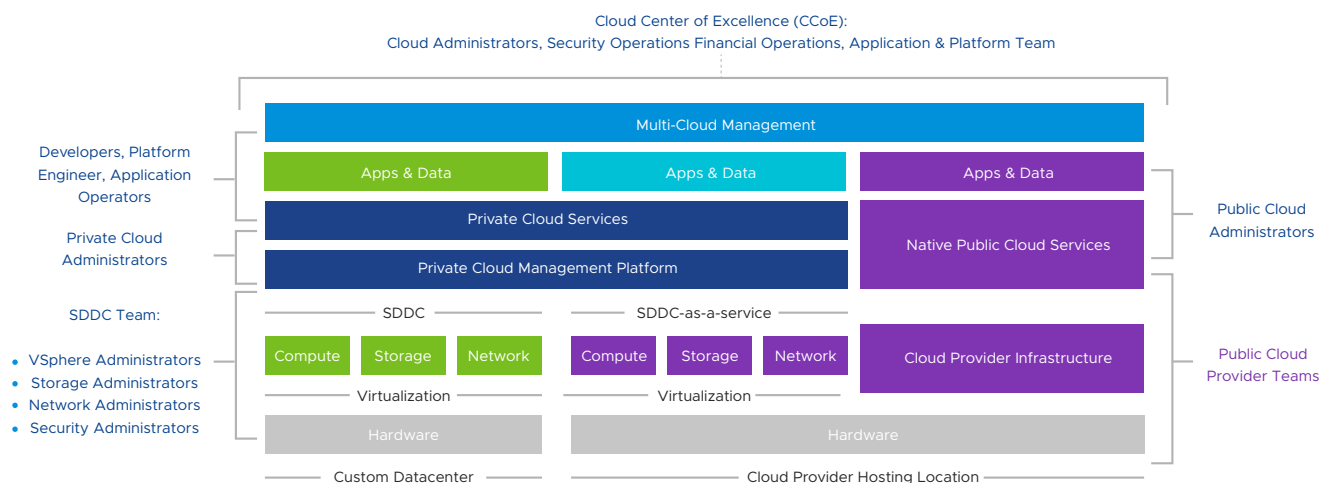 Cloud Center of Excellence (CCoE):
Cloud Administrators, Security Operations Financial Operations, Application & Platform Team
Multi-Cloud Management
Developers, Platform
Engineer, Application
Operators
Apps & Data
Apps & Data
Apps & Data
Private Cloud Services
Native Public Cloud Services
Public Cloud
Administrators
Private Cloud
Administrators
Private Cloud Management Platform
SDDC Team:
SDDC
SDDC-as-a-service
• VSphere Administrators
• Storage Administrators
• Network Administrators
• Security Administrators
Compute
Storage
Network
Compute
Storage
Network
Cloud Provider Infrastructure
Public Cloud
Provider Teams
Virtualization
Virtualization
Hardware
Hardware
Custom Datacenter
Cloud Provider Hosting Location